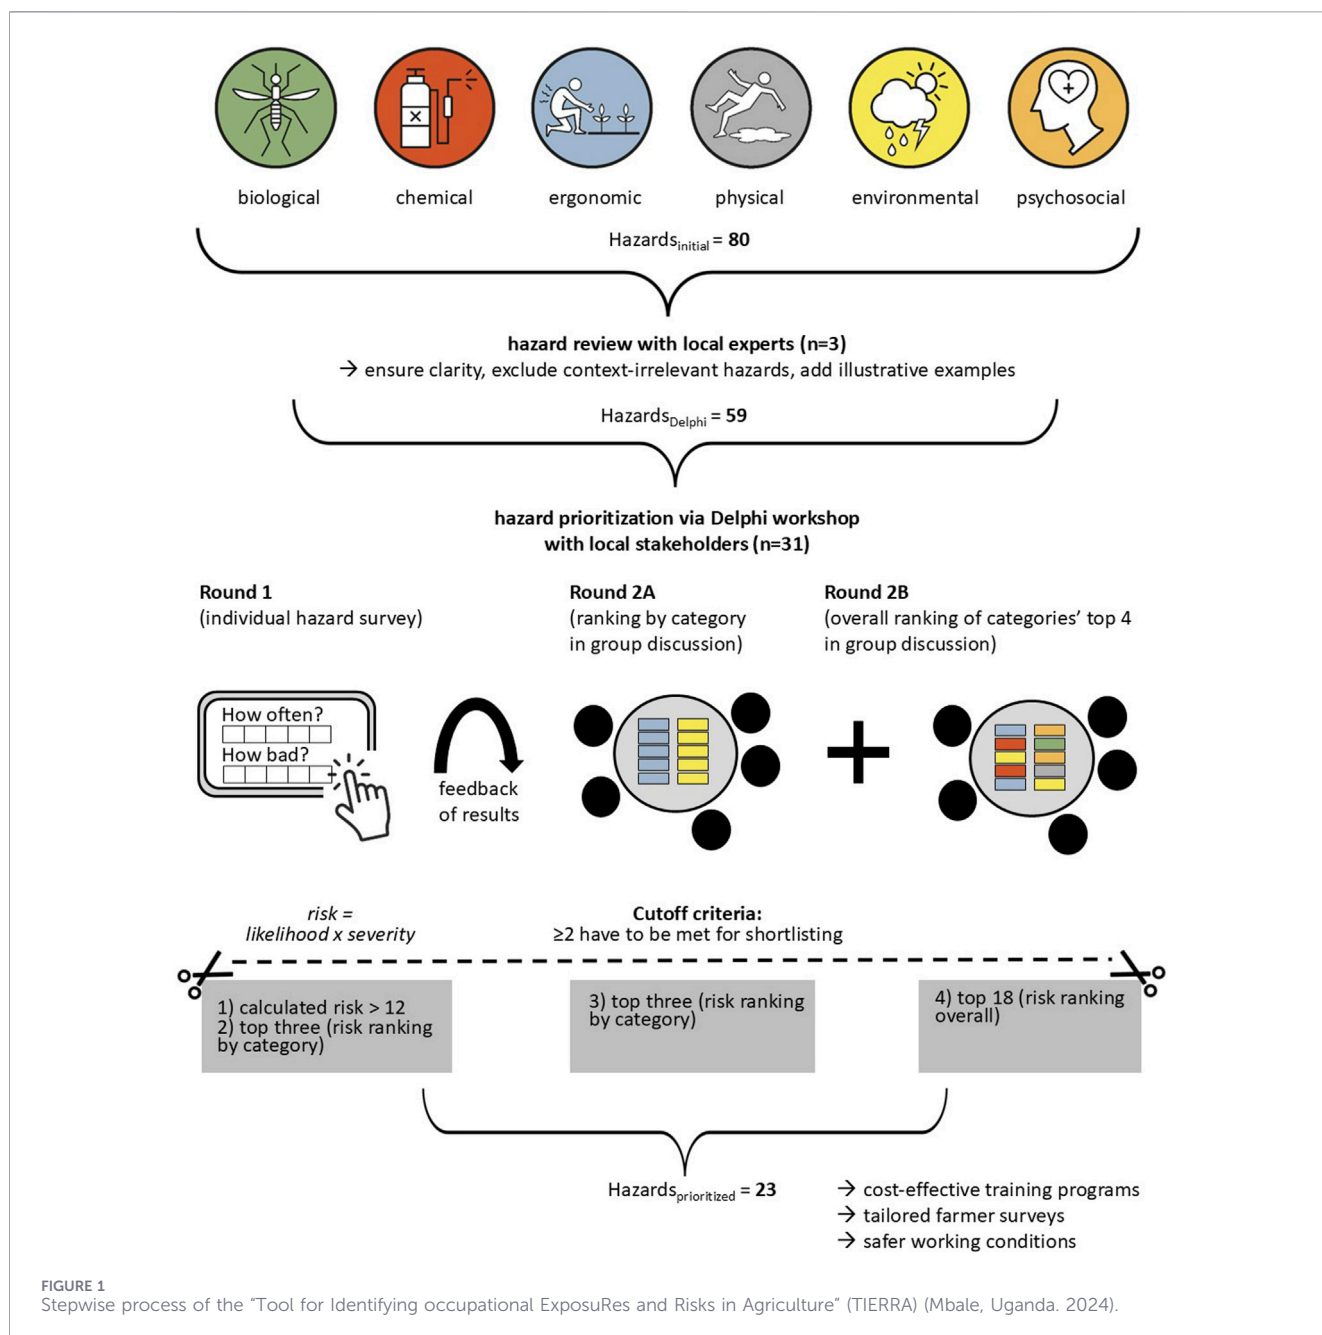 biological
chemical
ergonomic
physical
environmental
psychosocial
Hazardsinitial = 80
hazard review with local experts (n=3)
→ ensure clarity, exclude context-irrelevant hazards, add illustrative examples
HazardsDelphi = 59
hazard prioritization via Delphi workshop
with local stakeholders (n=31)
Round 1
(individual hazard survey)
Round 2A
(ranking by category
in group discussion)
Round 2B
(overall ranking of categories’ top 4
in group discussion)
How often?
How bad?
feedback
of results
risk =
likelihood x severity
Cutoff criteria:
≥2 have to be met for shortlisting
1) calculated risk > 12
2) top three (risk ranking
by category)
3) top three (risk ranking
by category)
4) top 18 (risk ranking
overall)
Hazardsprioritized = 23
→ cost-effective training programs
→ tailored farmer surveys
→ safer working conditions
FIGURE 1
Stepwise process of the “Tool for Identifying occupational ExposuRes and Risks in Agriculture” (TIERRA) (Mbale, Uganda. 2024).